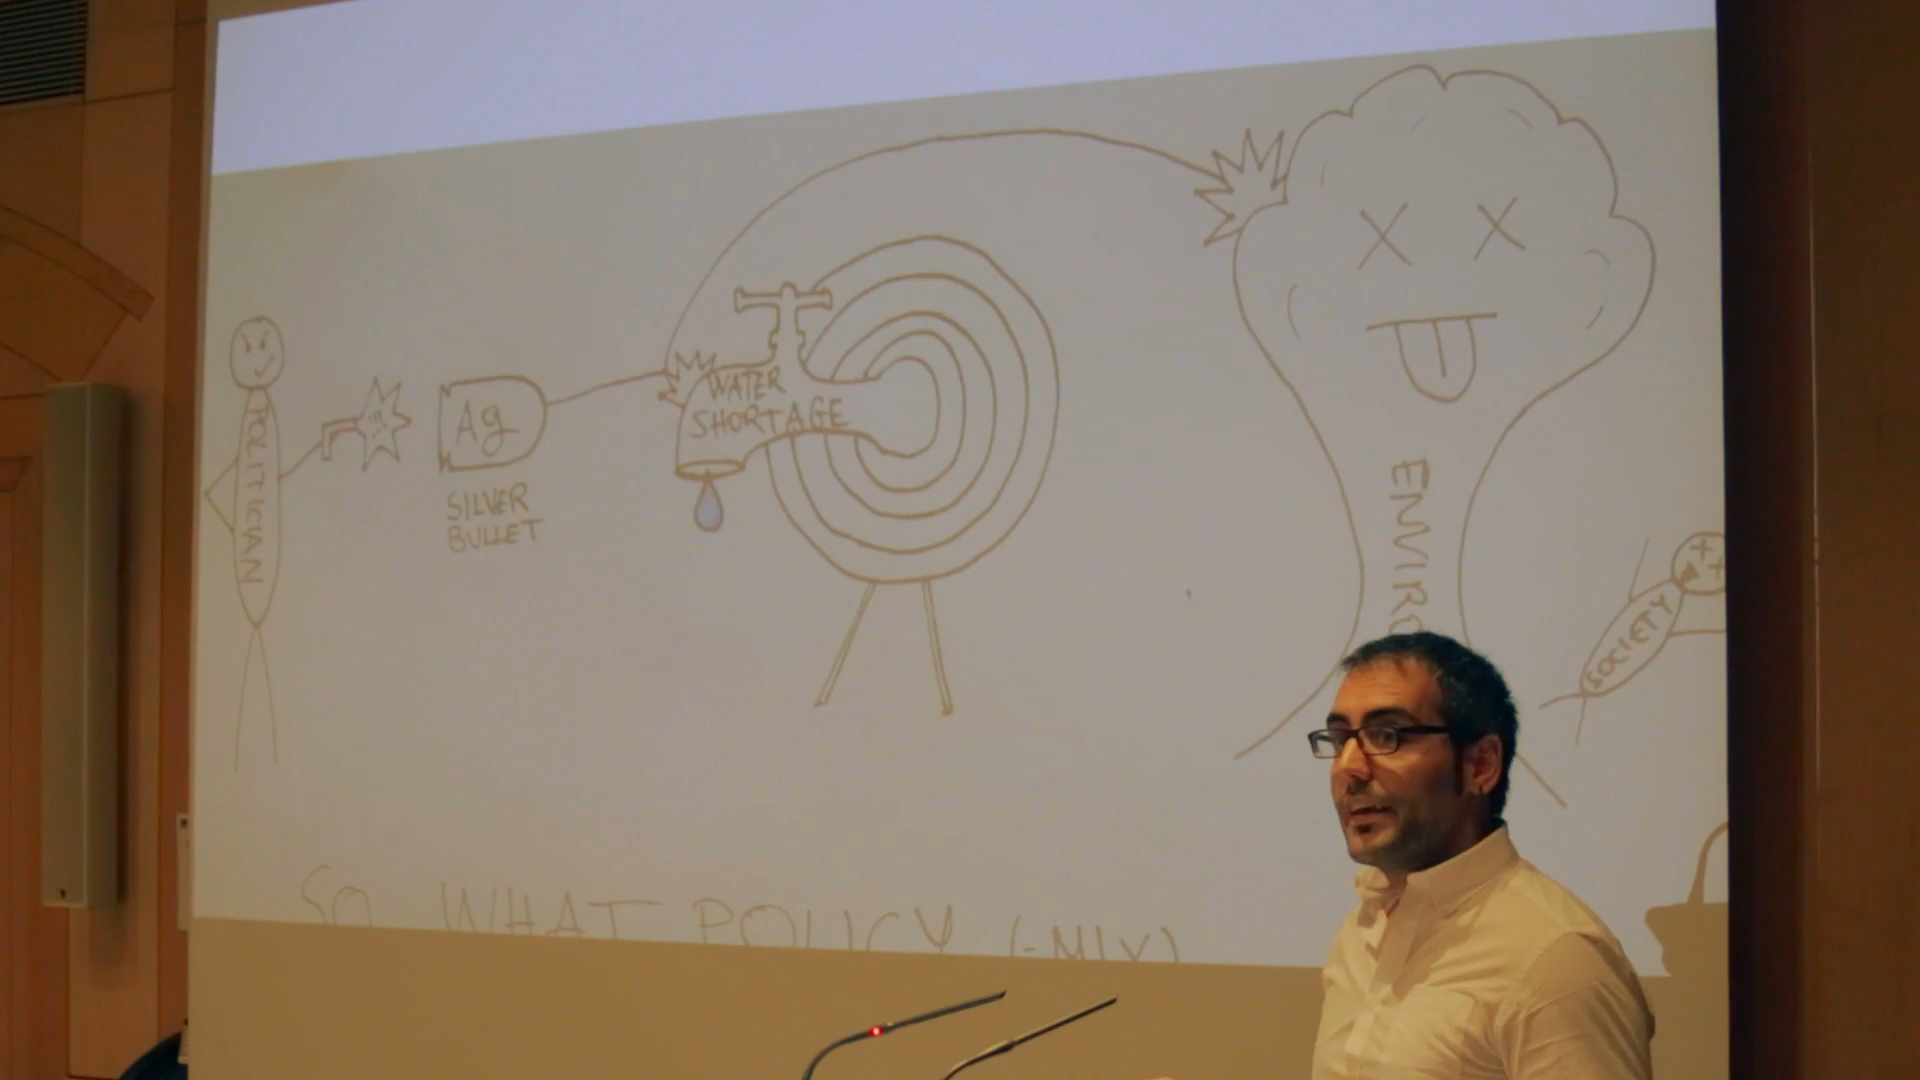 POLITICIAN
!!!
Ag
SILVER
BULLET
WATER
SHORTAGE
ENVIRO
SOCIETY
SO WHAT POLICY (-MIX)